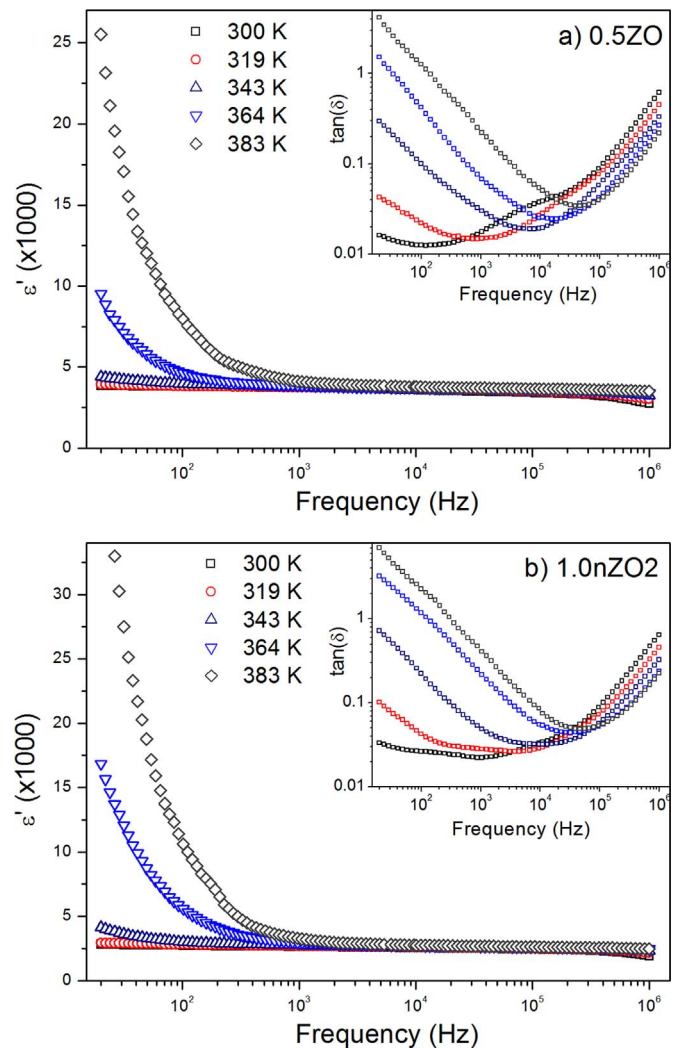 25
20
15
10
5
0
ε' (x1000)
300 K
319 K
343 K
364 K
383 K
a) 0.5ZO
1
0.1
0.01
tan(δ)
10² 10³ 10⁴ 10⁵ 10⁶
Frequency (Hz)
10² 10³ 10⁴ 10⁵ 10⁶
Frequency (Hz)
30
25
20
15
10
5
0
ε' (x1000)
300 K
319 K
343 K
364 K
383 K
b) 1.0nZO2
1
0.1
0.01
tan(δ)
10² 10³ 10⁴ 10⁵ 10⁶
Frequency (Hz)
10² 10³ 10⁴ 10⁵ 10⁶
Frequency (Hz)